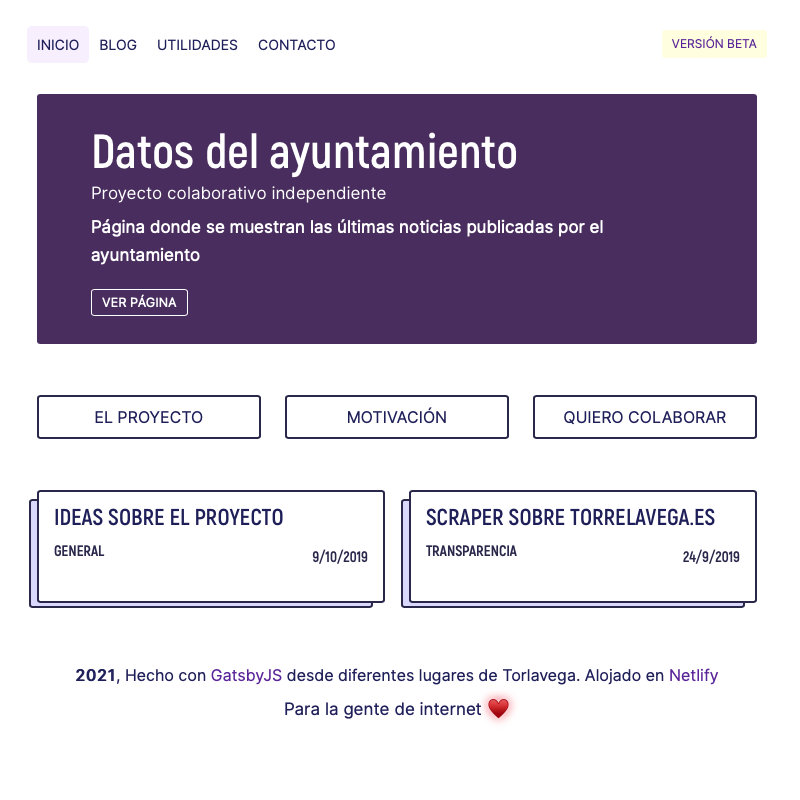 INICIO BLOG UTILIDADES CONTACTO VERSIÓN BETA
Datos del ayuntamiento
Proyecto colaborativo independiente
Página donde se muestran las últimas noticias publicadas por el
ayuntamiento
VER PÁGINA
EL PROYECTO MOTIVACIÓN QUIERO COLABORAR
IDEAS SOBRE EL PROYECTO
GENERAL 9/10/2019
SCRAPER SOBRE TORRELAVEGA.ES
TRANSPARENCIA 24/9/2019
2021, Hecho con GatsbyJS desde diferentes lugares de Torlavega. Alojado en Netlify
Para la gente de internet ♥